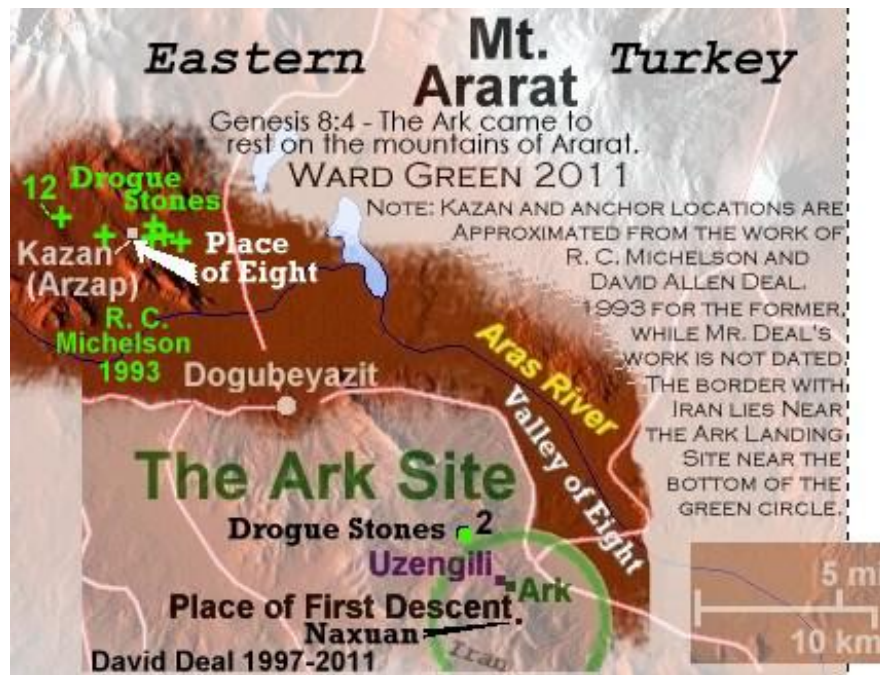 Eastern
Mt.
Ararat
Turkey
Genesis 8:4 - The Ark came to
rest on the mountains of Ararat.
WARD GREEN 2011
NOTE: KAZAN AND ANCHOR LOCATIONS ARE
APPROXIMATED FROM THE WORK OF
R. C. MICHELSON AND
DAVID ALLEN DEAL.
1993 FOR THE FORMER,
WHILE MR. DEAL'S
WORK IS NOT DATED.
THE BORDER WITH
IRAN LIES NEAR
THE ARK LANDING
SITE NEAR THE
BOTTOM OF THE
GREEN CIRCLE.
12
Drogue
Stones
Place
of Eight
Kazan
(Arzap)
R. C.
Michelson
1993
Dogubeyazit
Aras River
Valley of Eight
The Ark Site
Drogue Stones
2
Uzengili
Ark
Place of First Descent
Naxuan
Iran
David Deal 1997-2011
5 mi
10 km